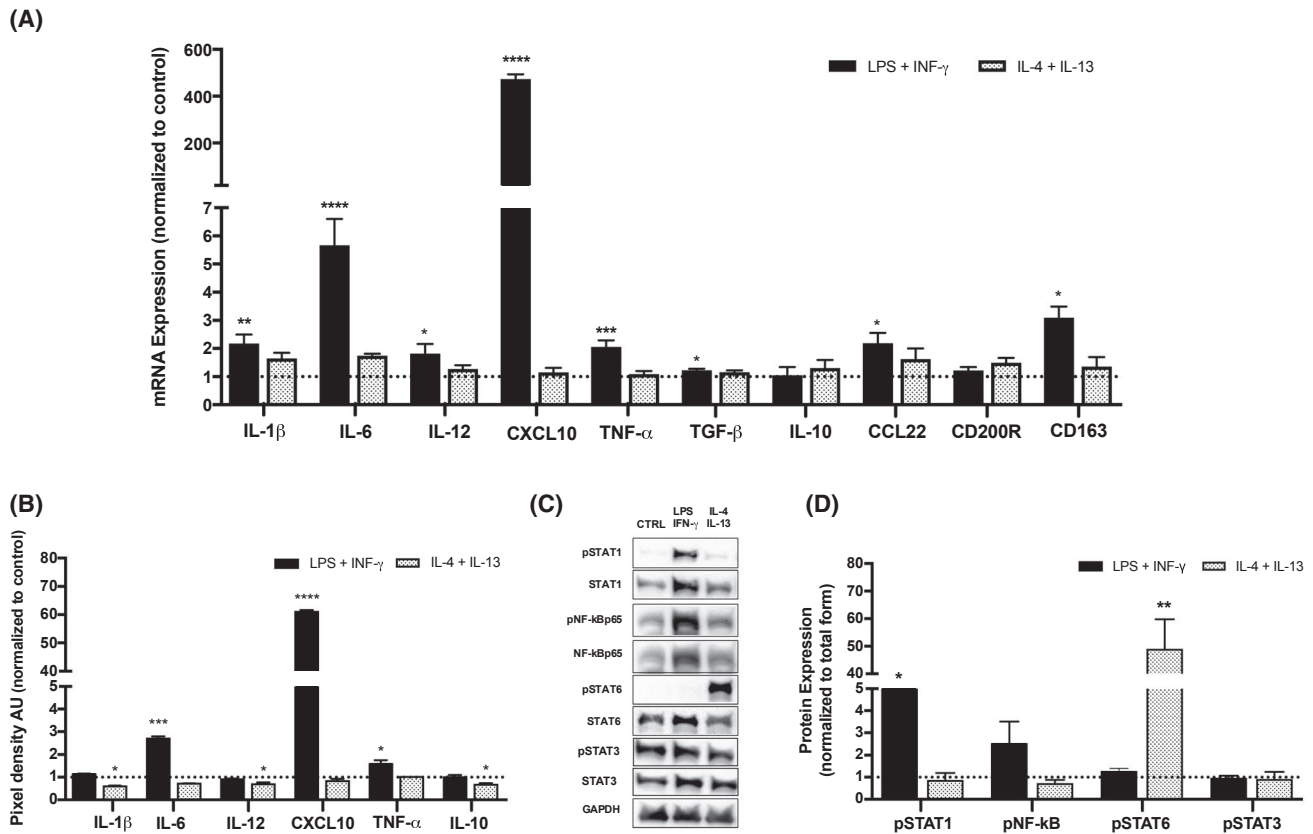 (A)
mRNA Expression (normalized to control)
600
400
200
7
6
5
4
3
2
1
0
LPS + INF-γ
IL-4 + IL-13
**
****
*
****
***
*
*
*
IL-1β
IL-6
IL-12
CXCL10
TNF-α
TGF-β
IL-10
CCL22
CD200R
CD163
(B)
Pixel density AU (normalized to control)
80
70
60
50
40
5
4
3
2
1
0
LPS + INF-γ
IL-4 + IL-13
*
***
*
****
*
*
IL-1β
IL-6
IL-12
CXCL10
TNF-α
IL-10
(C)
CTRL
LPS
IFN-γ
IL-4
IL-13
pSTAT1
STAT1
pNF-kBp65
NF-kBp65
pSTAT6
STAT6
pSTAT3
STAT3
GAPDH
(D)
Protein Expression
(normalized to total form)
80
70
60
50
40
5
4
3
2
1
0
LPS + INF-γ
IL-4 + IL-13
*
**
pSTAT1
pNF-kB
pSTAT6
pSTAT3